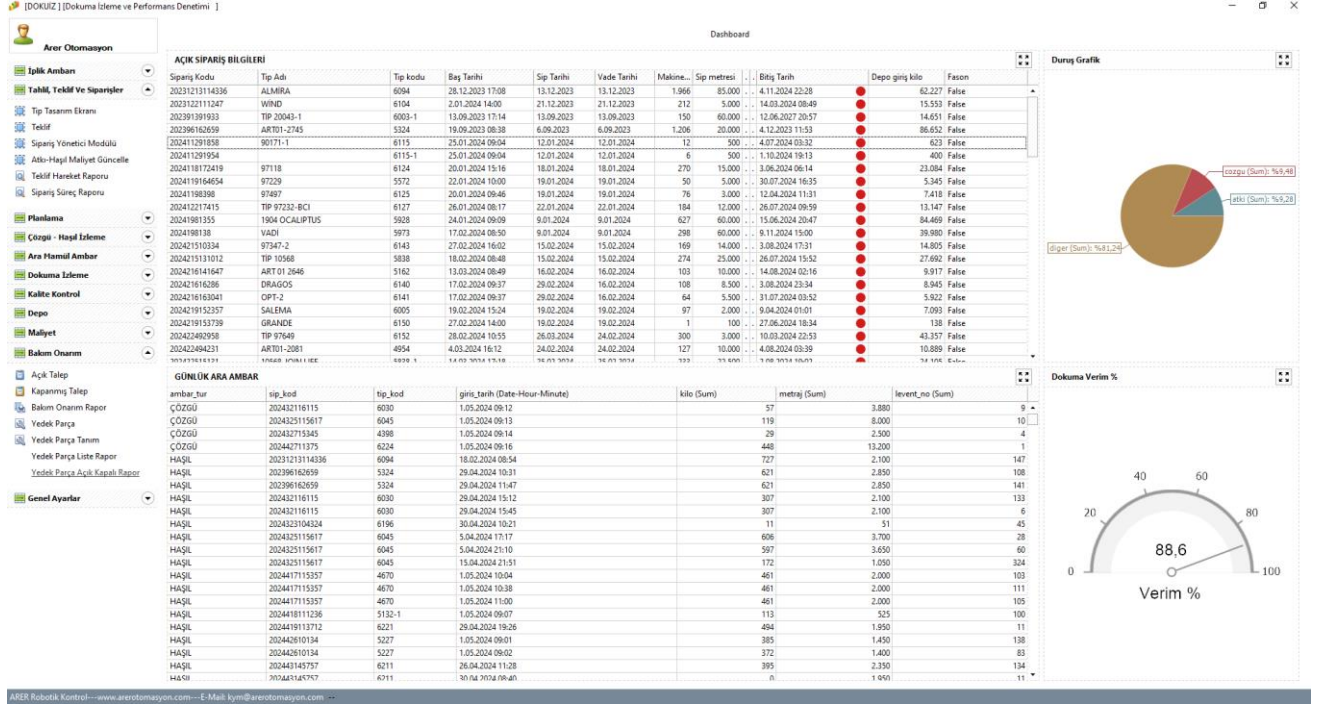 [DOKUİZ ] [Dokuma İzleme ve Performans Denetimi ]
Arer Otomasyon
İplik Ambarı
Tahlil, Teklif Ve Siparişler
Tip Tasarım Ekranı
Teklif
Sipariş Yönetici Modülü
Atkı-Haşıl Maliyet Güncelle
Teklif Hareket Raporu
Sipariş Süreç Raporu
Planlama
Çözgü - Haşıl İzleme
Ara Mamül Ambar
Dokuma İzleme
Kalite Kontrol
Depo
Maliyet
Bakım Onarım
Açık Talep
Kapanmış Talep
Bakım Onarım Rapor
Yedek Parça
Yedek Parça Tanım
Yedek Parça Liste Rapor
Yedek Parça Açık Kapalı Rapor
Genel Ayarlar
Dashboard
AÇIK SİPARİŞ BİLGİLERİ
Sipariş Kodu Tip Adı Tip kodu Baş Tarihi Sip Tarihi Vade Tarihi Makine... Sip metresi . . Bitiş Tarih Depo giriş kilo Fason
20231213114336 ALMİRA 6094 28.12.2023 17:08 13.12.2023 13.12.2023 1.966 85.000 . . 4.11.2024 22:28 62.227 False
2023122111247 WİND 6104 2.01.2024 14:00 21.12.2023 21.12.2023 212 5.000 . . 14.03.2024 08:49 15.553 False
202391391933 TİP 20043-1 6003-1 13.09.2023 17:14 13.09.2023 13.09.2023 150 60.000 . . 12.06.2027 20:57 14.651 False
202396162659 ART01-2745 5324 19.09.2023 08:38 6.09.2023 6.09.2023 1.206 20.000 . . 4.12.2023 11:53 86.652 False
202411291858 90171-1 6115 25.01.2024 09:04 12.01.2024 12.01.2024 12 500 . . 4.07.2024 03:32 623 False
202411291954 6115-1 25.01.2024 09:04 12.01.2024 12.01.2024 6 500 . . 1.10.2024 19:13 400 False
2024118172419 97118 6124 20.01.2024 15:16 18.01.2024 18.01.2024 270 15.000 . . 3.06.2024 06:14 23.084 False
2024119164654 97229 5572 22.01.2024 10:00 19.01.2024 19.01.2024 50 5.000 . . 30.07.2024 16:35 5.345 False
20241198398 97497 6125 20.01.2024 09:46 19.01.2024 19.01.2024 76 3.000 . . 12.04.2024 11:31 7.418 False
202412217415 TİP 97232-BCI 6127 26.01.2024 08:17 22.01.2024 22.01.2024 184 12.000 . . 26.07.2024 09:59 13.147 False
20241981355 1904 OCALIPTUS 5928 24.01.2024 09:09 9.01.2024 9.01.2024 627 60.000 . . 15.06.2024 20:47 84.469 False
2024198138 VADİ 5973 17.02.2024 08:50 9.01.2024 9.01.2024 298 60.000 . . 9.11.2024 15:00 39.980 False
202421510334 97347-2 6143 27.02.2024 16:02 15.02.2024 15.02.2024 169 14.000 . . 3.08.2024 17:31 14.805 False
2024215131012 TİP 10568 5838 18.02.2024 08:48 15.02.2024 15.02.2024 274 25.000 . . 26.07.2024 15:52 27.692 False
2024216141647 ART 01 2646 5162 13.03.2024 08:49 16.02.2024 16.02.2024 103 10.000 . . 14.08.2024 02:16 9.917 False
202421616286 DRAGOS 6140 17.02.2024 09:37 29.02.2024 16.02.2024 108 8.500 . . 3.08.2024 23:34 8.945 False
2024216163041 OPT-2 6141 17.02.2024 09:37 29.02.2024 16.02.2024 64 5.500 . . 31.07.2024 03:52 5.922 False
2024219152357 SALEMA 6005 19.02.2024 15:24 19.02.2024 19.02.2024 97 2.000 . . 9.04.2024 01:01 7.093 False
2024219153739 GRANDE 6150 27.02.2024 14:00 19.02.2024 19.02.2024 1 100 . . 27.06.2024 18:34 138 False
202422492958 TİP 97649 6152 28.02.2024 10:55 26.03.2024 24.02.2024 300 3.000 . . 10.03.2024 22:53 43.357 False
202422494231 ART01-2081 4954 4.03.2024 16:12 24.02.2024 24.02.2024 127 10.000 . . 4.08.2024 03:39 10.889 False
GÜNLÜK ARA AMBAR
ambar_tur sip_kod tip_kod giris_tarih (Date-Hour-Minute) kilo (Sum) metraj (Sum) levent_no (Sum)
ÇÖZGÜ 202432116115 6030 1.05.2024 09:12 57 3.880 9
ÇÖZGÜ 2024325115617 6045 1.05.2024 09:13 119 8.000 10
ÇÖZGÜ 202432715345 4398 1.05.2024 09:14 29 2.500 4
ÇÖZGÜ 202442711375 6224 1.05.2024 09:16 448 13.200 1
HAŞIL 20231213114336 6094 18.02.2024 08:54 727 2.100 147
HAŞIL 202396162659 5324 29.04.2024 10:31 621 2.850 108
HAŞIL 202396162659 5324 29.04.2024 11:47 621 2.850 141
HAŞIL 202432116115 6030 29.04.2024 15:12 307 2.100 133
HAŞIL 202432116115 6030 29.04.2024 15:45 307 2.100 6
HAŞIL 2024323104324 6196 30.04.2024 10:21 11 51 45
HAŞIL 2024325115617 6045 5.04.2024 17:17 606 3.700 28
HAŞIL 2024325115617 6045 5.04.2024 21:10 597 3.650 60
HAŞIL 2024325115617 6045 15.04.2024 21:51 172 1.050 324
HAŞIL 2024417115357 4670 1.05.2024 10:04 461 2.000 103
HAŞIL 2024417115357 4670 1.05.2024 10:38 461 2.000 111
HAŞIL 2024417115357 4670 1.05.2024 11:00 461 2.000 105
HAŞIL 2024418111236 5132-1 1.05.2024 09:07 113 525 100
HAŞIL 2024419113712 6221 29.04.2024 19:26 494 1.950 11
HAŞIL 202442610134 5227 1.05.2024 09:01 385 1.450 138
HAŞIL 202442610134 5227 1.05.2024 09:02 372 1.400 83
HAŞIL 202443145757 6211 26.04.2024 11:28 395 2.350 134
HAŞIL 202443145757 6211 30.04.2024 08:40 0 1.950 11
Duruş Grafik
cozgu (Sum): %9,48
atkı (Sum): %9,28
diger (Sum): %81,24
Dokuma Verim %
0 20 40 60 80 100
88,6
Verim %
ARER Robotik Kontrol---www.arerotomasyon.com---E-Mail: kym@arerotomasyon.com --